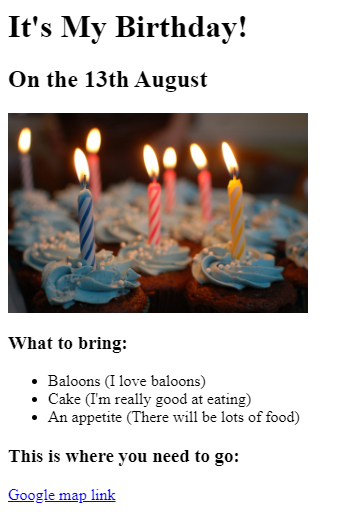 It's My Birthday!
On the 13th August
What to bring:
Baloons (I love baloons)
Cake (I'm really good at eating)
An appetite (There will be lots of food)
This is where you need to go:
Google map link